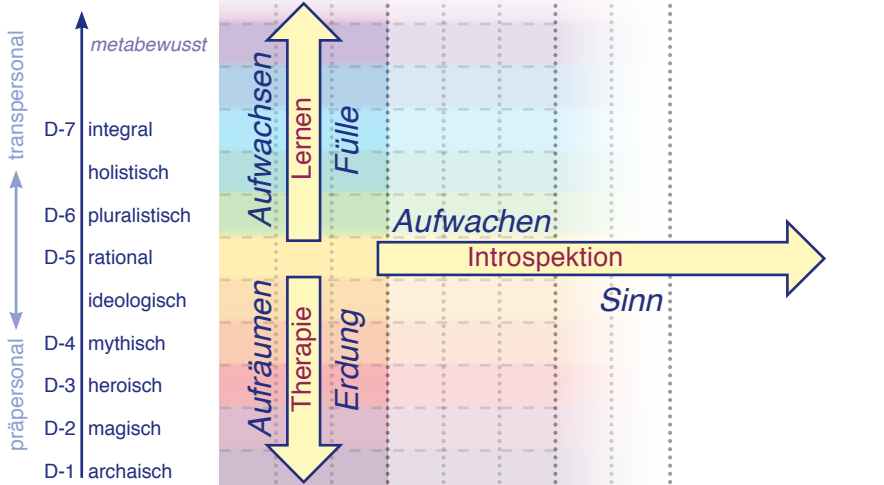 transpersonal
präpersonal
metabewusst
D-7 integral
holistisch
D-6 pluralistisch
D-5 rational
ideologisch
D-4 mythisch
D-3 heroisch
D-2 magisch
D-1 archaisch
Aufwachsen
Lernen
Fülle
Aufwachen
Introspektion
Sinn
Aufräumen
Therapie
Erdung